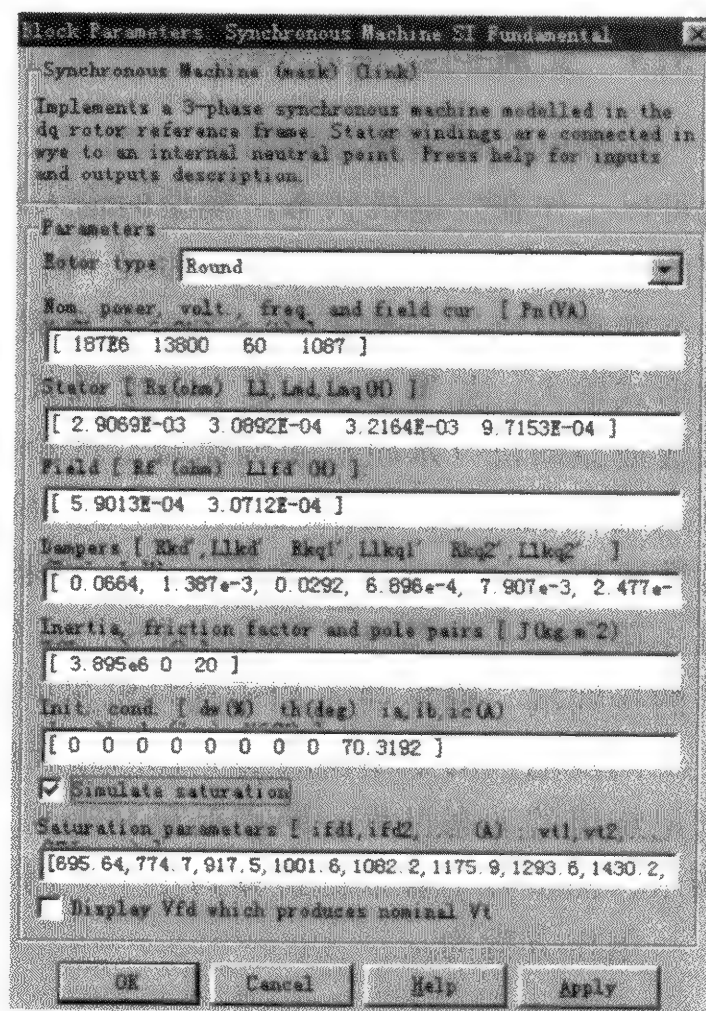 Block Parameters Synchronous Machine SI Fundamental
Synchronous Machine (mask) (link)
Implements a 3-phase synchronous machine modelled in the
dq rotor reference frame. Stator windings are connected in
wye to an internal neutral point. Press help for inputs
and outputs description.
Parameters
Rotor type: Round
Nom. power, volt., freq. and field cur. [ Pn(VA)
[ 187E6 13800 60 1087 ]
Stator [ Rs(ohm) Ll,Lmd,Lmq(H) ]
[ 2.9069E-03 3.0892E-04 3.2164E-03 9.7153E-04 ]
Field [ Rf'(ohm) Llfd'(H) ]
[ 5.9013E-04 3.0712E-04 ]
Dampers [ Rkd',Llkd' Rkq1',Llkq1' Rkq2',Llkq2' ]
[ 0.0664, 1.387e-3, 0.0292, 6.898e-4, 7.907e-3, 2.477e-
Inertia, friction factor and pole pairs [ J(kg.m^2)
[ 3.895e6 0 20 ]
Init. cond. [ dw(%) th(deg) ia,ib,ic(A)
[ 0 0 0 0 0 0 0 0 70.3192 ]
Simulate saturation
Saturation parameters [ ifd1,ifd2,... (A) ; vt1,vt2,...
[695.64,774.7,917.5,1001.6,1082.2,1175.9,1293.6,1430.2,
Display Vfd which produces nominal Vt
OK Cancel Help Apply